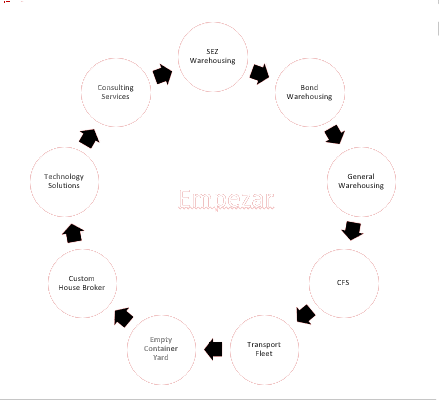 SEZ
Warehousing
Bond
Warehousing
General
Warehousing
CFS
Transport
Fleet
Empty
Container
Yard
Custom
House Broker
Technology
Solutions
Consulting
Services
Empezar